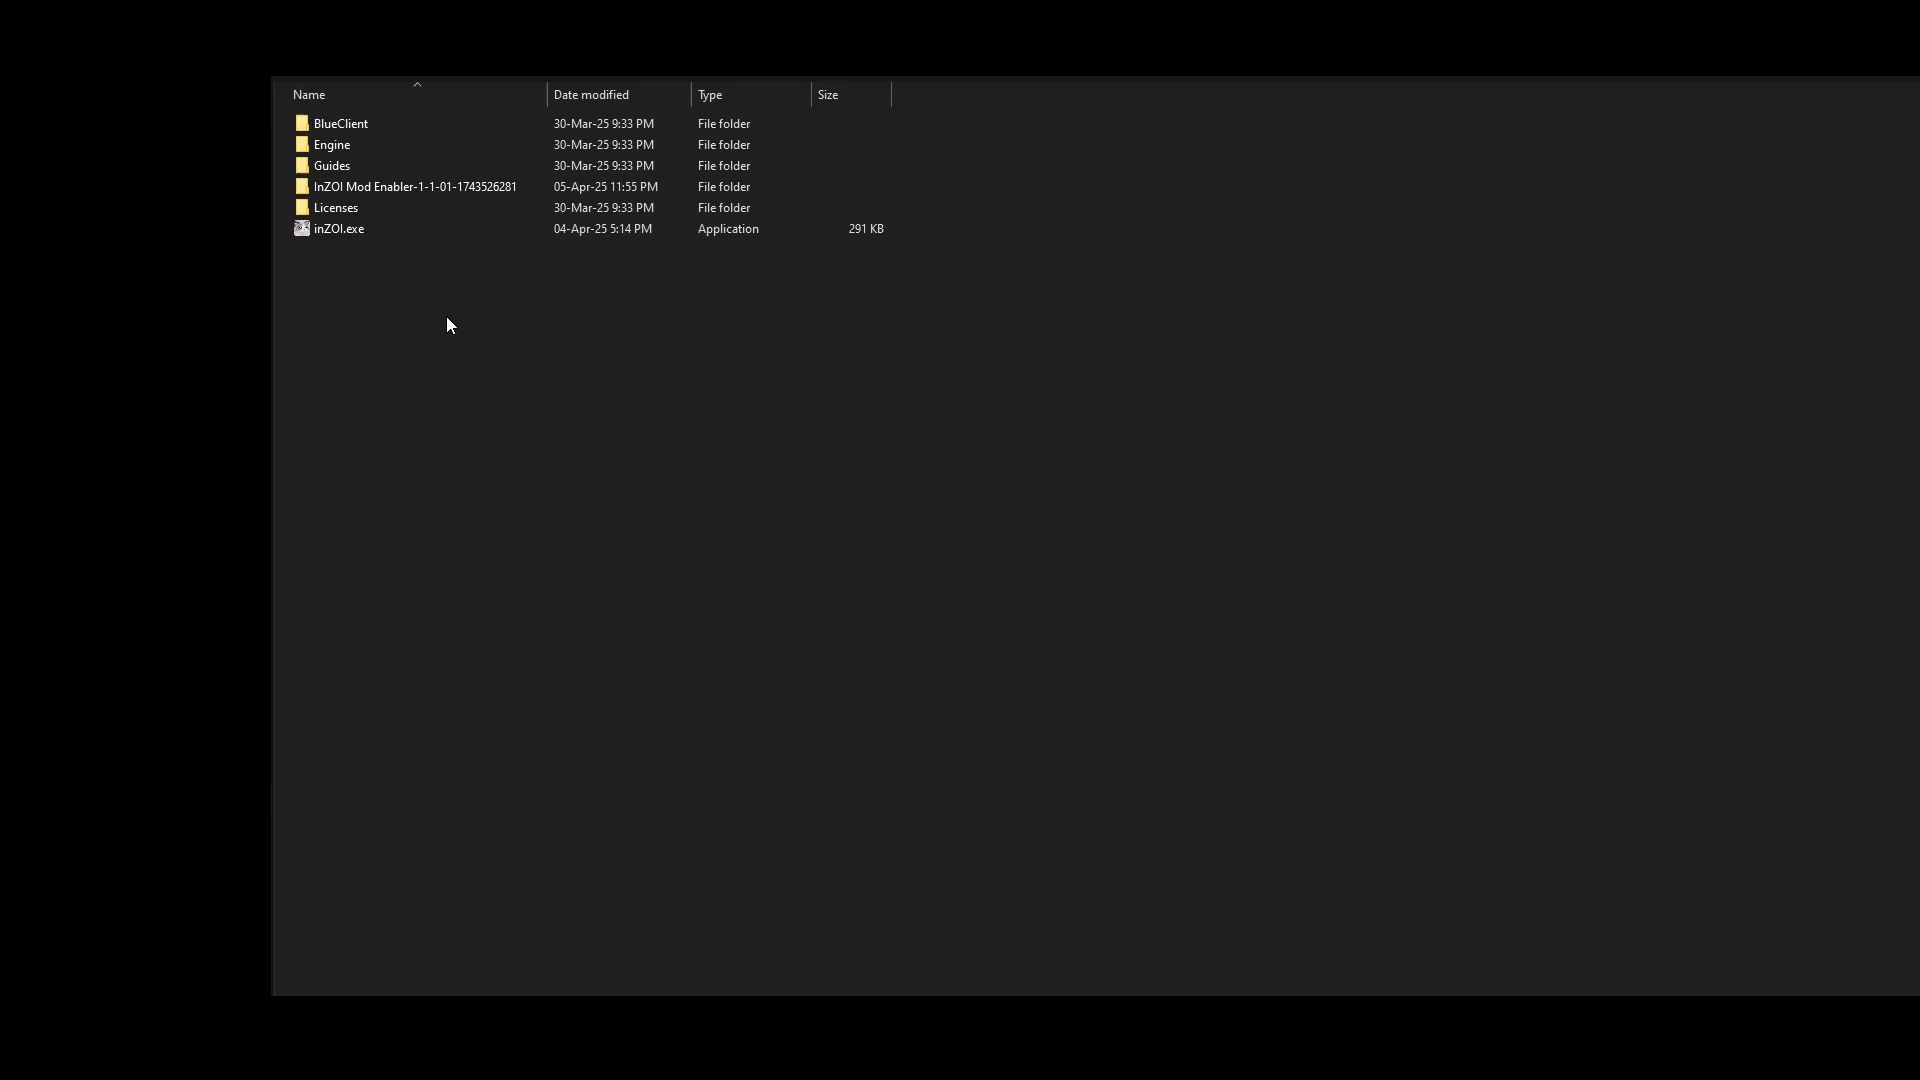 Name Date modified Type Size
BlueClient 30-Mar-25 9:33 PM File folder
Engine 30-Mar-25 9:33 PM File folder
Guides 30-Mar-25 9:33 PM File folder
InZOI Mod Enabler-1-1-01-1743526281 05-Apr-25 11:55 PM File folder
Licenses 30-Mar-25 9:33 PM File folder
inZOI.exe 04-Apr-25 5:14 PM Application 291 KB